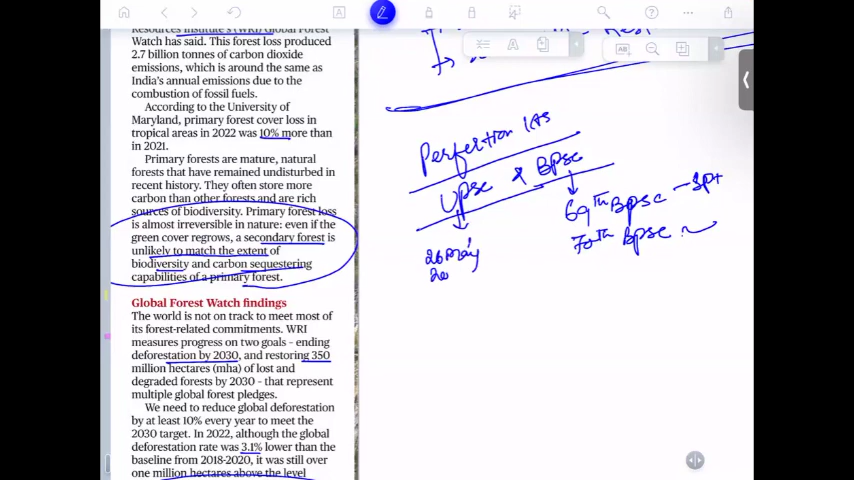 Resources Institute's (WRI) Global Forest
Watch has said. This forest loss produced
2.7 billion tonnes of carbon dioxide
emissions, which is around the same as
India's annual emissions due to the
combustion of fossil fuels.
According to the University of
Maryland, primary forest cover loss in
tropical areas in 2022 was 10% more than
in 2021.
Primary forests are mature, natural
forests that have remained undisturbed in
recent history. They often store more
carbon than other forests and are rich
sources of biodiversity. Primary forest loss
is almost irreversible in nature: even if the
green cover regrows, a secondary forest is
unlikely to match the extent of
biodiversity and carbon sequestering
capabilities of a primary forest.
Global Forest Watch findings
The world is not on track to meet most of
its forest-related commitments. WRI
measures progress on two goals – ending
deforestation by 2030, and restoring 350
million hectares (mha) of lost and
degraded forests by 2030 – that represent
multiple global forest pledges.
We need to reduce global deforestation
by at least 10% every year to meet the
2030 target. In 2022, although the global
deforestation rate was 3.1% lower than the
baseline from 2018-2020, it was still over
one million hectares above the level
Perfection IAS
UPSC & BPSC
69th BPSC - SPT
70th BPSC
26 May
20